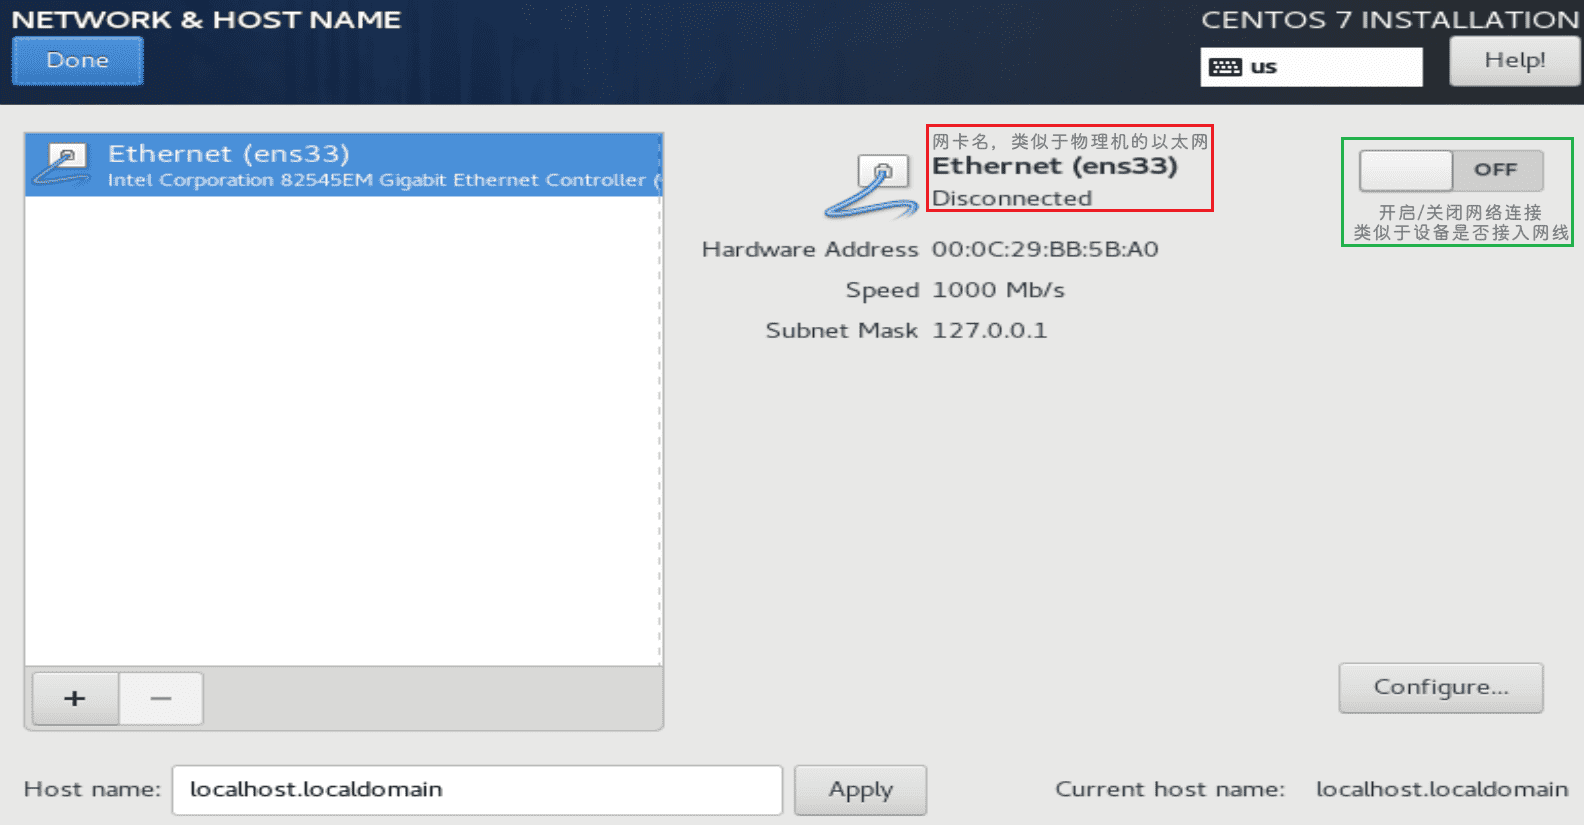 NETWORK & HOST NAME
CENTOS 7 INSTALLATION
Done
us
Help!
Ethernet (ens33)
Intel Corporation 82545EM Gigabit Ethernet Controller (
网卡名，类似于物理机的以太网
Ethernet (ens33)
Disconnected
OFF
开启/关闭网络连接
类似于设备是否接入网线
Hardware Address 00:0C:29:BB:5B:A0
Speed 1000 Mb/s
Subnet Mask 127.0.0.1
+ −
Configure...
Host name: localhost.localdomain Apply Current host name: localhost.localdomain